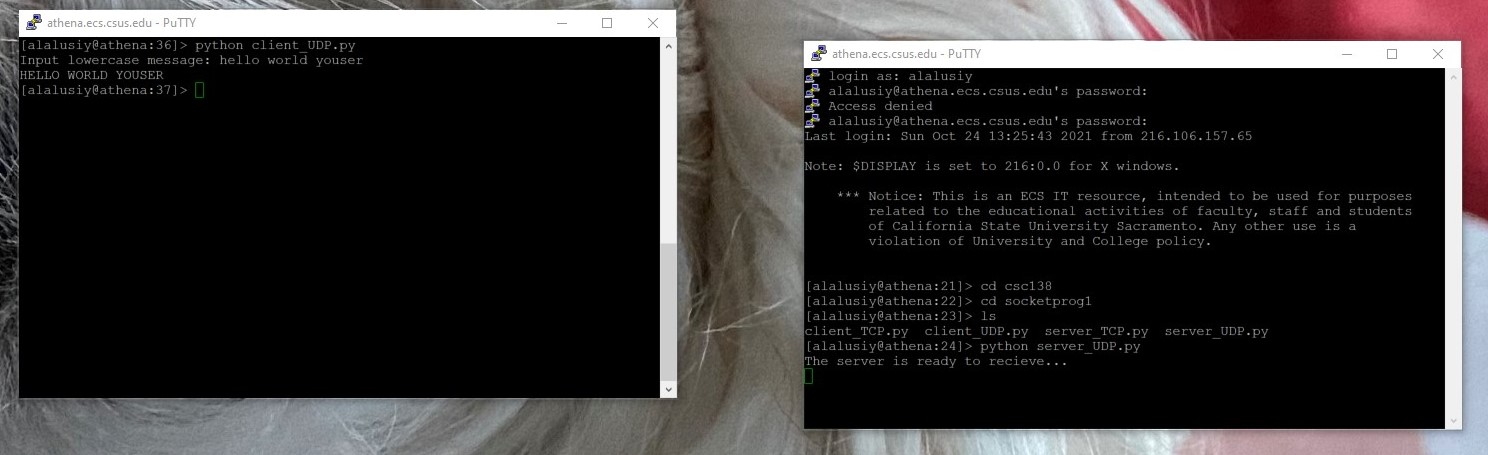 athena.ecs.csus.edu - PuTTY
[alalusiy@athena:36]> python client_UDP.py
Input lowercase message: hello world youser
HELLO WORLD YOUSER
[alalusiy@athena:37]>
athena.ecs.csus.edu - PuTTY
login as: alalusiy
alalusiy@athena.ecs.csus.edu's password:
Access denied
alalusiy@athena.ecs.csus.edu's password:
Last login: Sun Oct 24 13:25:43 2021 from 216.106.157.65
Note: $DISPLAY is set to 216:0.0 for X windows.
*** Notice: This is an ECS IT resource, intended to be used for purposes
related to the educational activities of faculty, staff and students
of California State University Sacramento. Any other use is a
violation of University and College policy.
[alalusiy@athena:21]> cd csc138
[alalusiy@athena:22]> cd socketprog1
[alalusiy@athena:23]> ls
client_TCP.py  client_UDP.py  server_TCP.py  server_UDP.py
[alalusiy@athena:24]> python server_UDP.py
The server is ready to recieve...